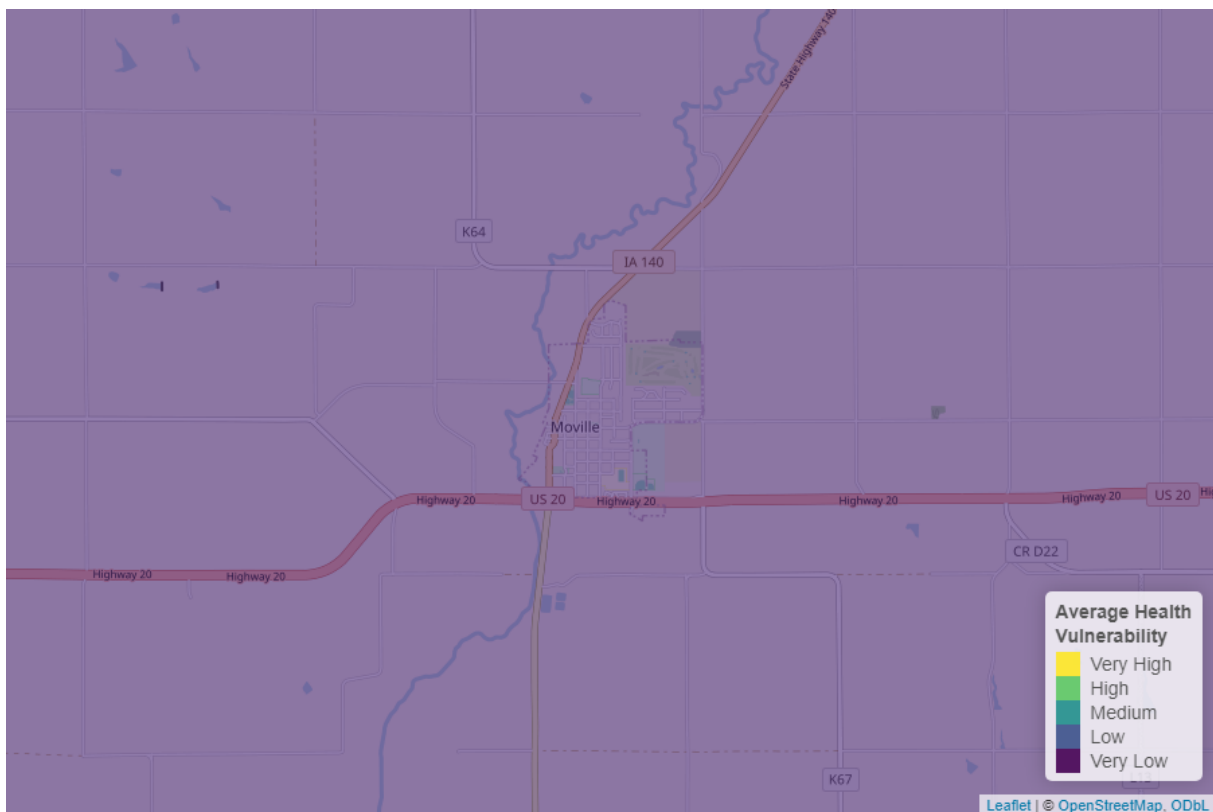 State Highway 140
K64
IA 140
Moville
Highway 20
US 20
Highway 20
Highway 20
Highway 20
US 20
Highway 20
Highway 20
CR D22
Average Health
Vulnerability
Very High
High
Medium
Low
Very Low
K67
Leaflet | © OpenStreetMap, ODbL